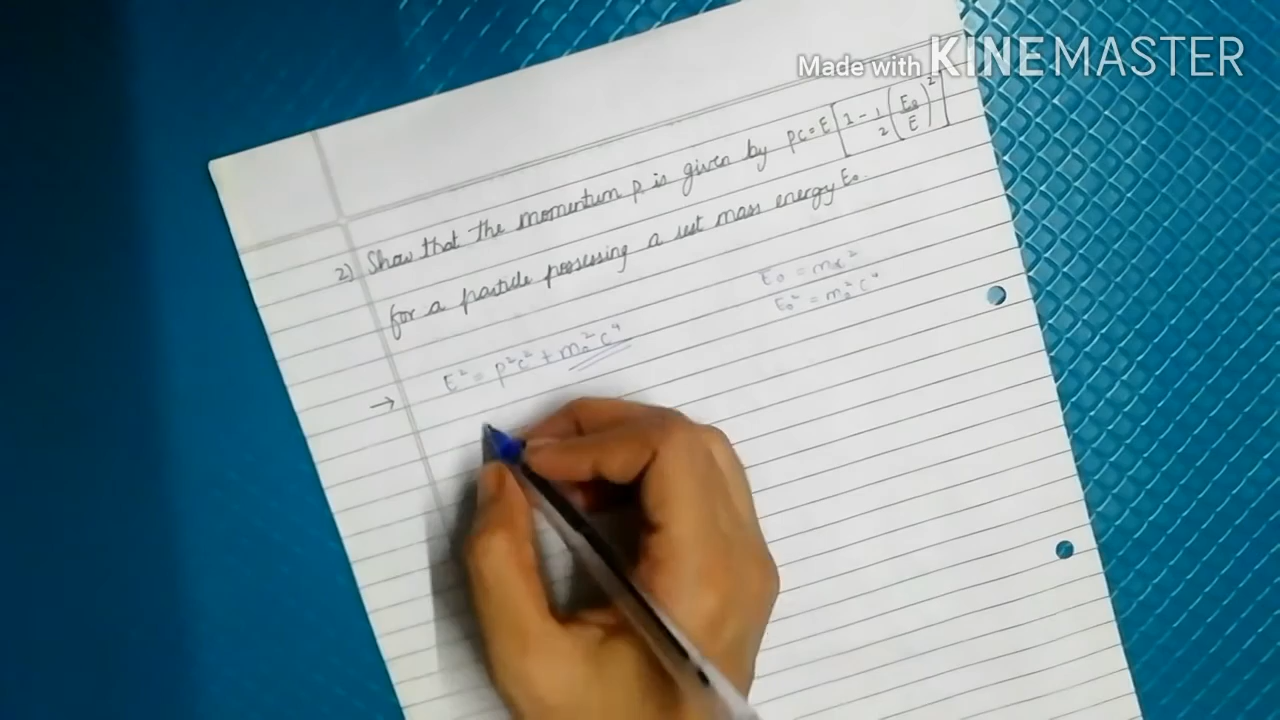 Made with KINEMASTER
2) Show that the momentum p is given by pc = E [1 - 1/2 (E₀/E)²]
for a particle possessing a rest mass energy E₀.
E₀ = m₀c²
E₀² = m₀²c⁴
→ E² = p²c² + m₀²c⁴